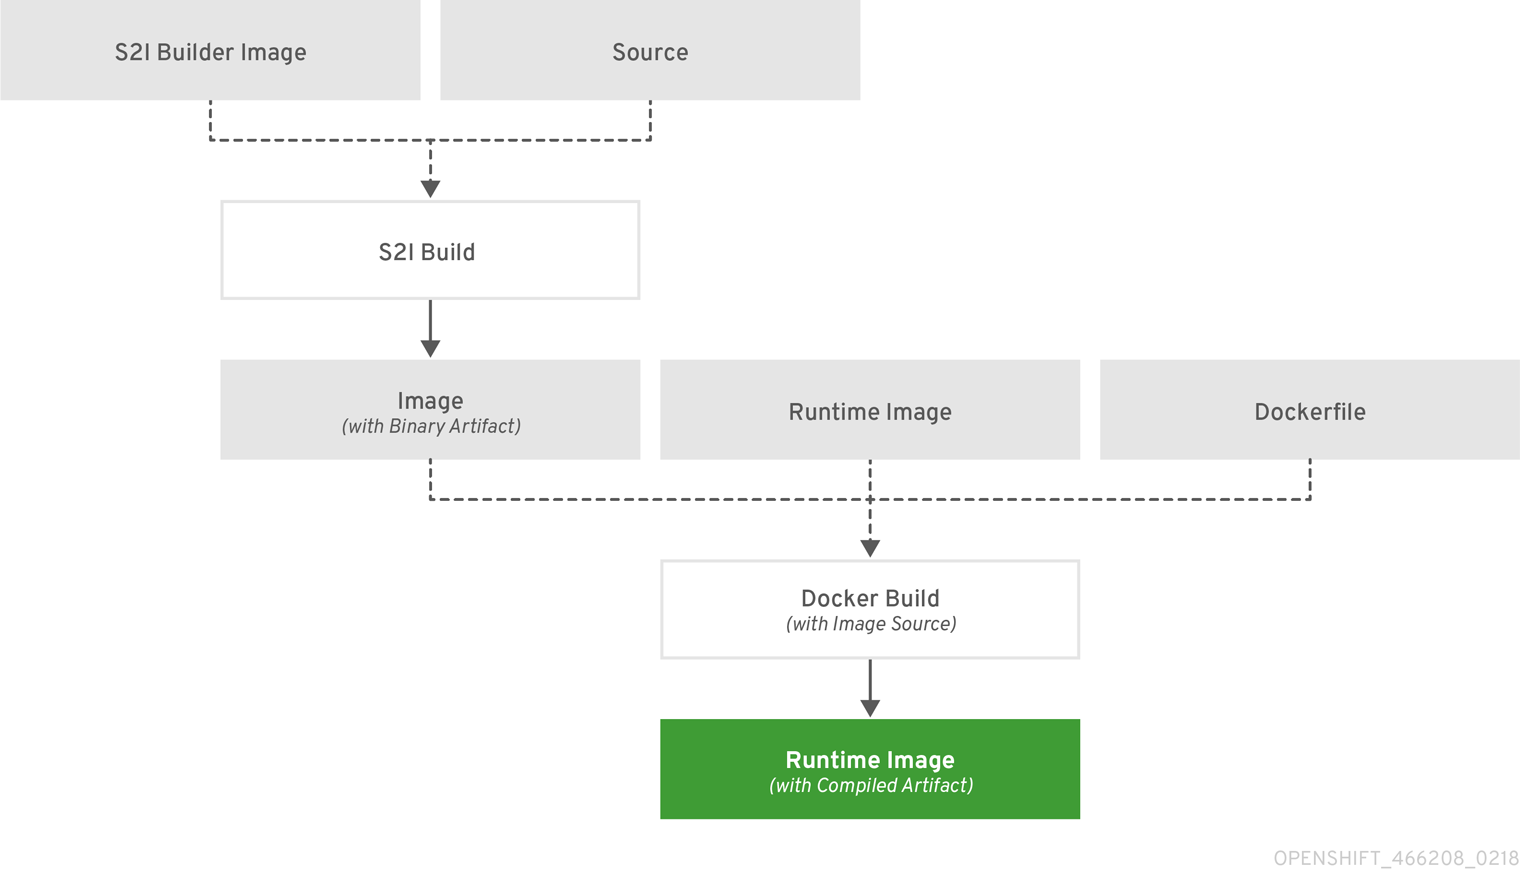 S2I Builder Image
Source
S2I Build
Image
(with Binary Artifact)
Runtime Image
Dockerfile
Docker Build
(with Image Source)
Runtime Image
(with Compiled Artifact)
OPENSHIFT_466208_0218